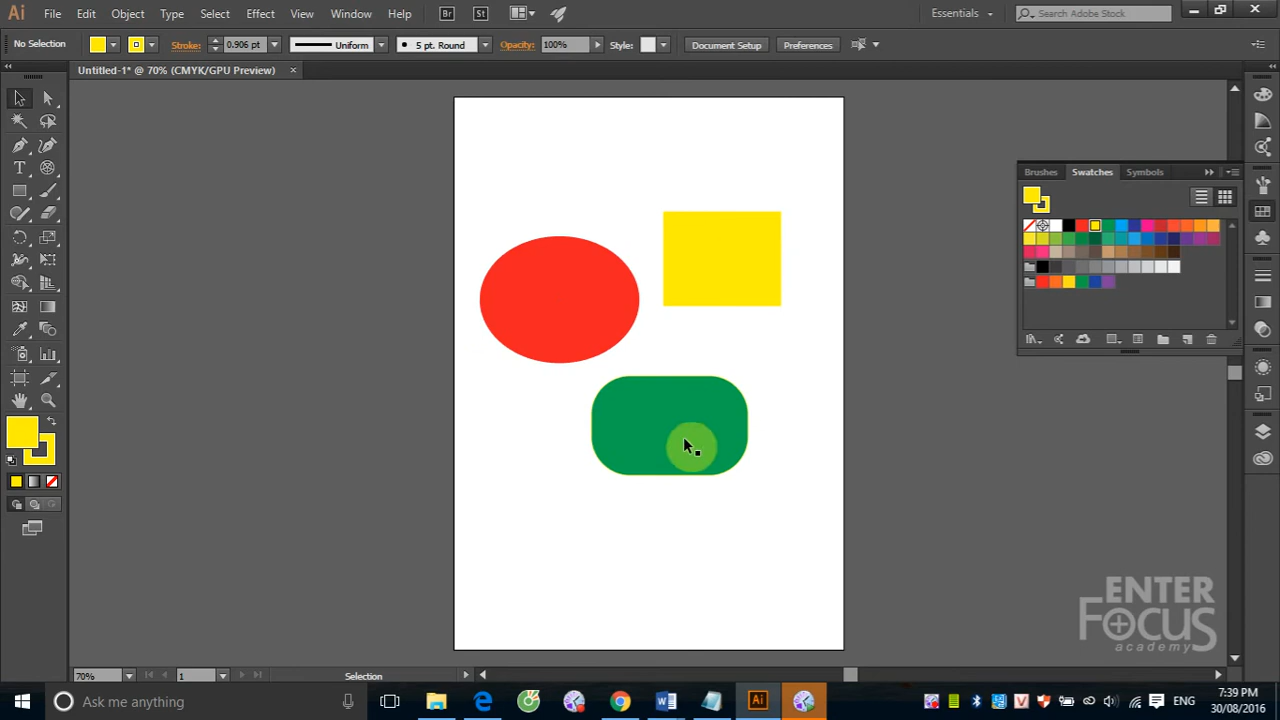 Ai File Edit Object Type Select Effect View Window Help Br St Essentials Search Adobe Stock
No Selection Stroke: 0.906 pt Uniform 5 pt. Round Opacity: 100% Style: Document Setup Preferences
Untitled-1* @ 70% (CMYK/GPU Preview) ×
Brushes Swatches Symbols
ENTER
FOCUS
academy
70% 1 Selection
Ask me anything Ai ENG 7:39 PM
30/08/2016